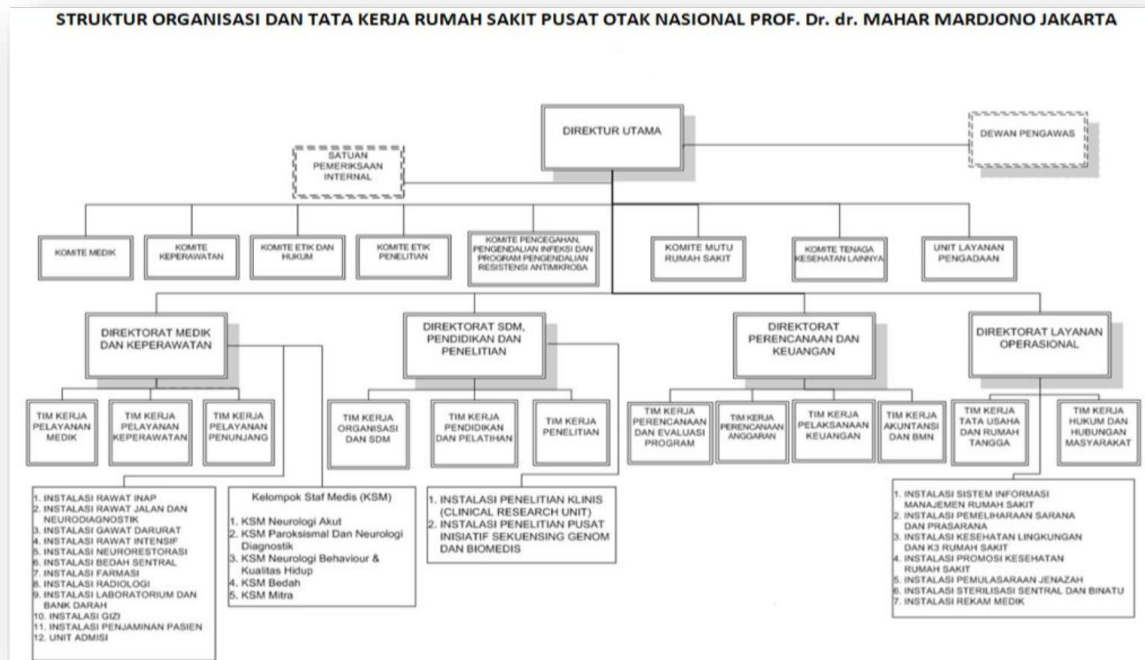 STRUKTUR ORGANISASI DAN TATA KERJA RUMAH SAKIT PUSAT OTAK NASIONAL PROF. Dr. dr. MAHAR MARDJONO JAKARTA
DIREKTUR UTAMA
DEWAN PENGAWAS
SATUAN
PEMERIKSAAN
INTERNAL
KOMITE MEDIK
KOMITE
KEPERAWATAN
KOMITE ETIK DAN
HUKUM
KOMITE ETIK
PENELITIAN
KOMITE PENCEGAHAN,
PENGENDALIAN INFEKSI DAN
PROGRAM PENGENDALIAN
RESISTENSI ANTIMIKROBA
KOMITE MUTU
RUMAH SAKIT
KOMITE TENAGA
KESEHATAN LAINNYA
UNIT LAYANAN
PENGADAAN
DIREKTORAT MEDIK
DAN KEPERAWATAN
DIREKTORAT SDM,
PENDIDIKAN DAN
PENELITIAN
DIREKTORAT
PERENCANAAN DAN
KEUANGAN
DIREKTORAT LAYANAN
OPERASIONAL
TIM KERJA
PELAYANAN
MEDIK
TIM KERJA
PELAYANAN
KEPERAWATAN
TIM KERJA
PELAYANAN
PENUNJANG
TIM KERJA
ORGANISASI
DAN SDM
TIM KERJA
PENDIDIKAN
DAN PELATIHAN
TIM KERJA
PENELITIAN
TIM KERJA
PERENCANAAN
DAN EVALUASI
PROGRAM
TIM KERJA
PERENCANAAN
ANGGARAN
TIM KERJA
PELAKSANAAN
KEUANGAN
TIM KERJA
AKUNTANSI
DAN BMN
TIM KERJA
TATA USAHA
DAN RUMAH
TANGGA
TIM KERJA
HUKUM DAN
HUBUNGAN
MASYARAKAT
1. INSTALASI RAWAT INAP
2. INSTALASI RAWAT JALAN DAN
NEURODIAGNOSTIK
3. INSTALASI GAWAT DARURAT
4. INSTALASI RAWAT INTENSIF
5. INSTALASI NEURORESTORASI
6. INSTALASI BEDAH SENTRAL
7. INSTALASI FARMASI
8. INSTALASI RADIOLOGI
9. INSTALASI LABORATORIUM DAN
BANK DARAH
10. INSTALASI GIZI
11. INSTALASI PENJAMINAN PASIEN
12. UNIT ADMISI
Kelompok Staf Medis (KSM)
1. KSM Neurologi Akut
2. KSM Paroksismal Dan Neurologi
Diagnostik
3. KSM Neurologi Behaviour &
Kualitas Hidup
4. KSM Bedah
5. KSM Mitra
1. INSTALASI PENELITIAN KLINIS
(CLINICAL RESEARCH UNIT)
2. INSTALASI PENELITIAN PUSAT
INISIATIF SEKUENSING GENOM
DAN BIOMEDIS
1. INSTALASI SISTEM INFORMASI
MANAJEMEN RUMAH SAKIT
2. INSTALASI PEMELIHARAAN SARANA
DAN PRASARANA
3. INSTALASI KESEHATAN LINGKUNGAN
DAN K3 RUMAH SAKIT
4. INSTALASI PROMOSI KESEHATAN
RUMAH SAKIT
5. INSTALASI PEMULASARAAN JENAZAH
6. INSTALASI STERILISASI SENTRAL DAN BINATU
7. INSTALASI REKAM MEDIK